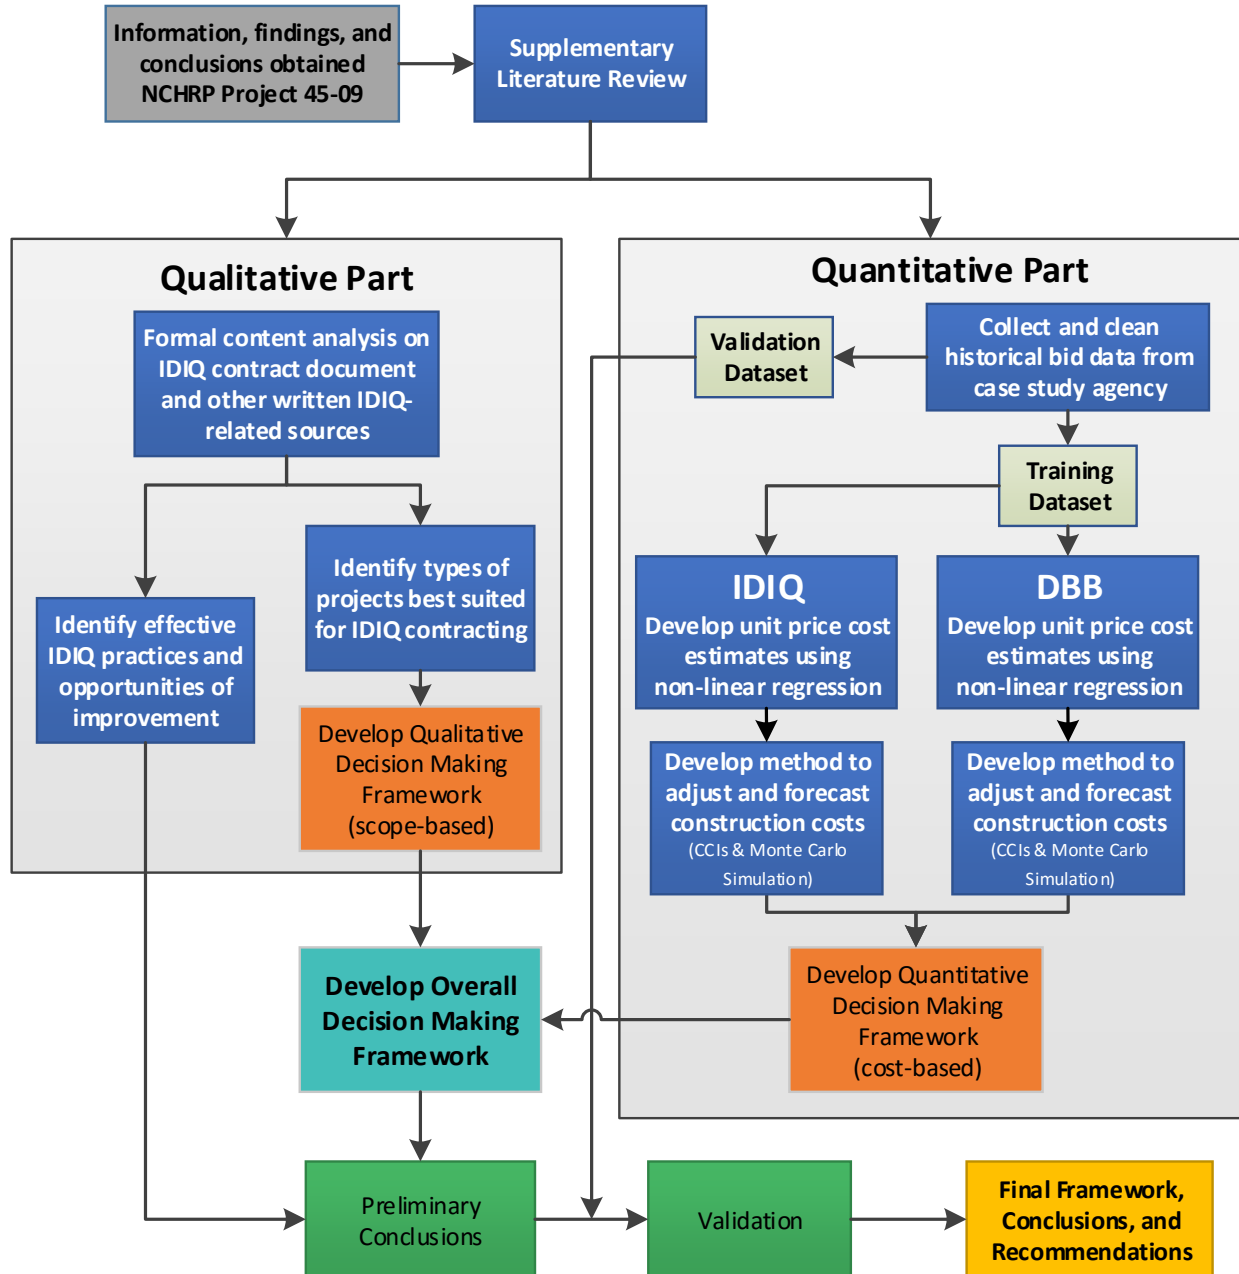 Information, findings, and
conclusions obtained
NCHRP Project 45-09
Supplementary
Literature Review
Qualitative Part
Formal content analysis on
IDIQ contract document
and other written IDIQ-
related sources
Identify effective
IDIQ practices and
opportunities of
improvement
Identify types of
projects best suited
for IDIQ contracting
Develop Qualitative
Decision Making
Framework
(scope-based)
Quantitative Part
Validation
Dataset
Collect and clean
historical bid data from
case study agency
Training
Dataset
IDIQ
Develop unit price cost
estimates using
non-linear regression
DBB
Develop unit price cost
estimates using
non-linear regression
Develop method to
adjust and forecast
construction costs
(CCIs & Monte Carlo
Simulation)
Develop method to
adjust and forecast
construction costs
(CCIs & Monte Carlo
Simulation)
Develop Quantitative
Decision Making
Framework
(cost-based)
Develop Overall
Decision Making
Framework
Preliminary
Conclusions
Validation
Final Framework,
Conclusions, and
Recommendations